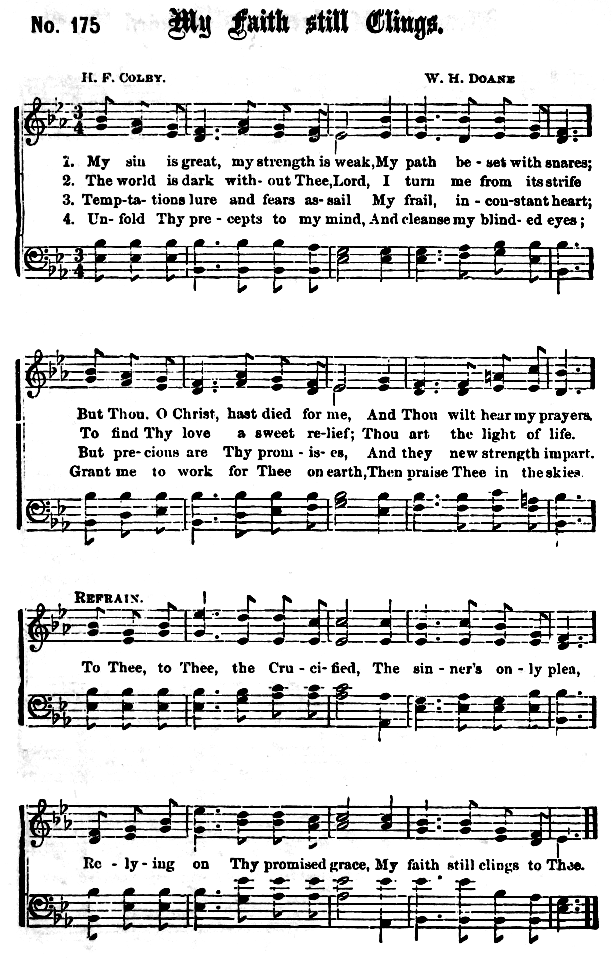 No. 175 My Faith still Clings.
H. F. COLBY. W. H. DOANE
1. My sin is great, my strength is weak, My path be - set with snares;
2. The world is dark with- out Thee, Lord, I turn me from its strife
3. Temp-ta- tions lure and fears as- sail My frail, in - con-stant heart;
4. Un- fold Thy pre - cepts to my mind, And cleanse my blind- ed eyes;
But Thou. O Christ, hast died for me, And Thou wilt hear my prayers.
To find Thy love a sweet re-lief; Thou art the light of life.
But pre-cious are Thy prom - is - es, And they new strength impart.
Grant me to work for Thee on earth, Then praise Thee in the skies.
REFRAIN.
To Thee, to Thee, the Cru - ci - fied, The sin - ner's on - ly plea,
Re - ly - ing on Thy promised grace, My faith still clings to Thee.